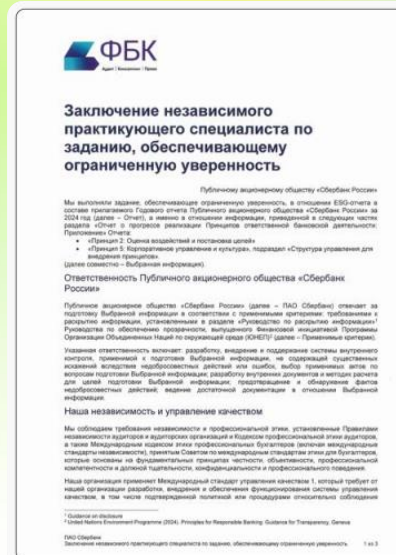 ФБК
Аудит | Консалтинг | Право
Заключение независимого
практикующего специалиста по
заданию, обеспечивающему
ограниченную уверенность
Публичному акционерному обществу «Сбербанк России»
Мы выполняли задание, обеспечивающее ограниченную уверенность, в отношении ESG-отчета в
составе прилагаемого Годового отчета Публичного акционерного общества «Сбербанк России» за
2024 год (далее – Отчет), а именно в отношении информации, приведенной в следующих частях
раздела «Отчет о прогрессе реализации Принципов ответственной банковской деятельности:
Приложение» Отчета:
• «Принцип 2: Оценка воздействий и постановка целей»
• «Принцип 5: Корпоративное управление и культура», подраздел «Структура управления для
внедрения принципов»
(далее совместно – Выбранная информация).
Ответственность Публичного акционерного общества «Сбербанк
России»
Публичное акционерное общество «Сбербанк России» (далее – ПАО Сбербанк) отвечает за
подготовку Выбранной информации в соответствии с применимыми критериями: требованиями к
раскрытию информации, установленными в разделе «Руководство по раскрытию информации»¹
Руководства по обеспечению прозрачности, выпущенного Финансовой инициативой Программы
Организации Объединенных Наций по окружающей среде (ЮНЕП)² (далее – Применимые критерии).
Указанная ответственность включает: разработку, внедрение и поддержание системы внутреннего
контроля, применимой к подготовке Выбранной информации, не содержащей существенных
искажений вследствие недобросовестных действий или ошибок, выбор применимых актов по
вопросам подготовки Выбранной информации; разработку внутренних документов и методик расчета
для целей подготовки Выбранной информации; предотвращение и обнаружение фактов
недобросовестных действий; ведение достаточной документации в отношении Выбранной
информации.
Наша независимость и управление качеством
Мы соблюдаем требования независимости и профессиональной этики, установленные Правилами
независимости аудиторов и аудиторских организаций и Кодексом профессиональной этики аудиторов,
а также Международным кодексом этики профессиональных бухгалтеров (включая международные
стандарты независимости), принятым Советом по международным стандартам этики для бухгалтеров,
которые основаны на фундаментальных принципах честности, объективности, профессиональной
компетентности и должной тщательности, конфиденциальности и профессионального поведения.
Наша организация применяет Международный стандарт управления качеством 1, который требует от
нашей организации разработки, внедрения и обеспечения функционирования системы управления
качеством, в том числе подтвержденной политикой или процедурами относительно соблюдения
¹ Guidance on disclosure
² United Nations Environment Programme (2024). Principles for Responsible Banking: Guidance for Transparency. Geneva
ПАО Сбербанк
Заключение независимого практикующего специалиста по заданию, обеспечивающему ограниченную уверенность
1 из 3